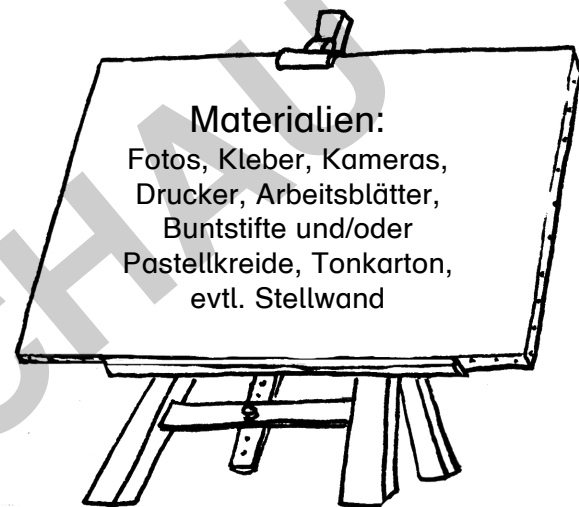 Materialien:
Fotos, Kleber, Kameras,
Drucker, Arbeitsblätter,
Buntstifte und/oder
Pastellkreide, Tonkarton,
evtl. Stellwand